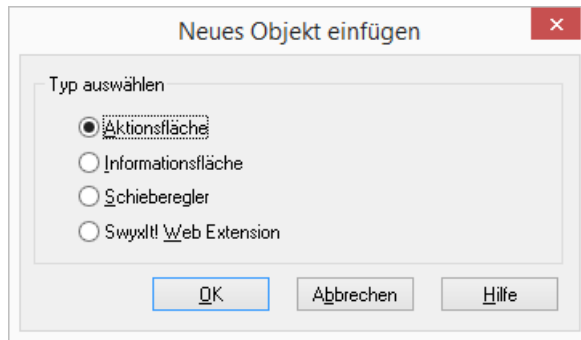 Neues Objekt einfügen
Typ auswählen
Aktionsfläche
Informationsfläche
Schieberegler
SwyxIt! Web Extension
OK Abbrechen Hilfe